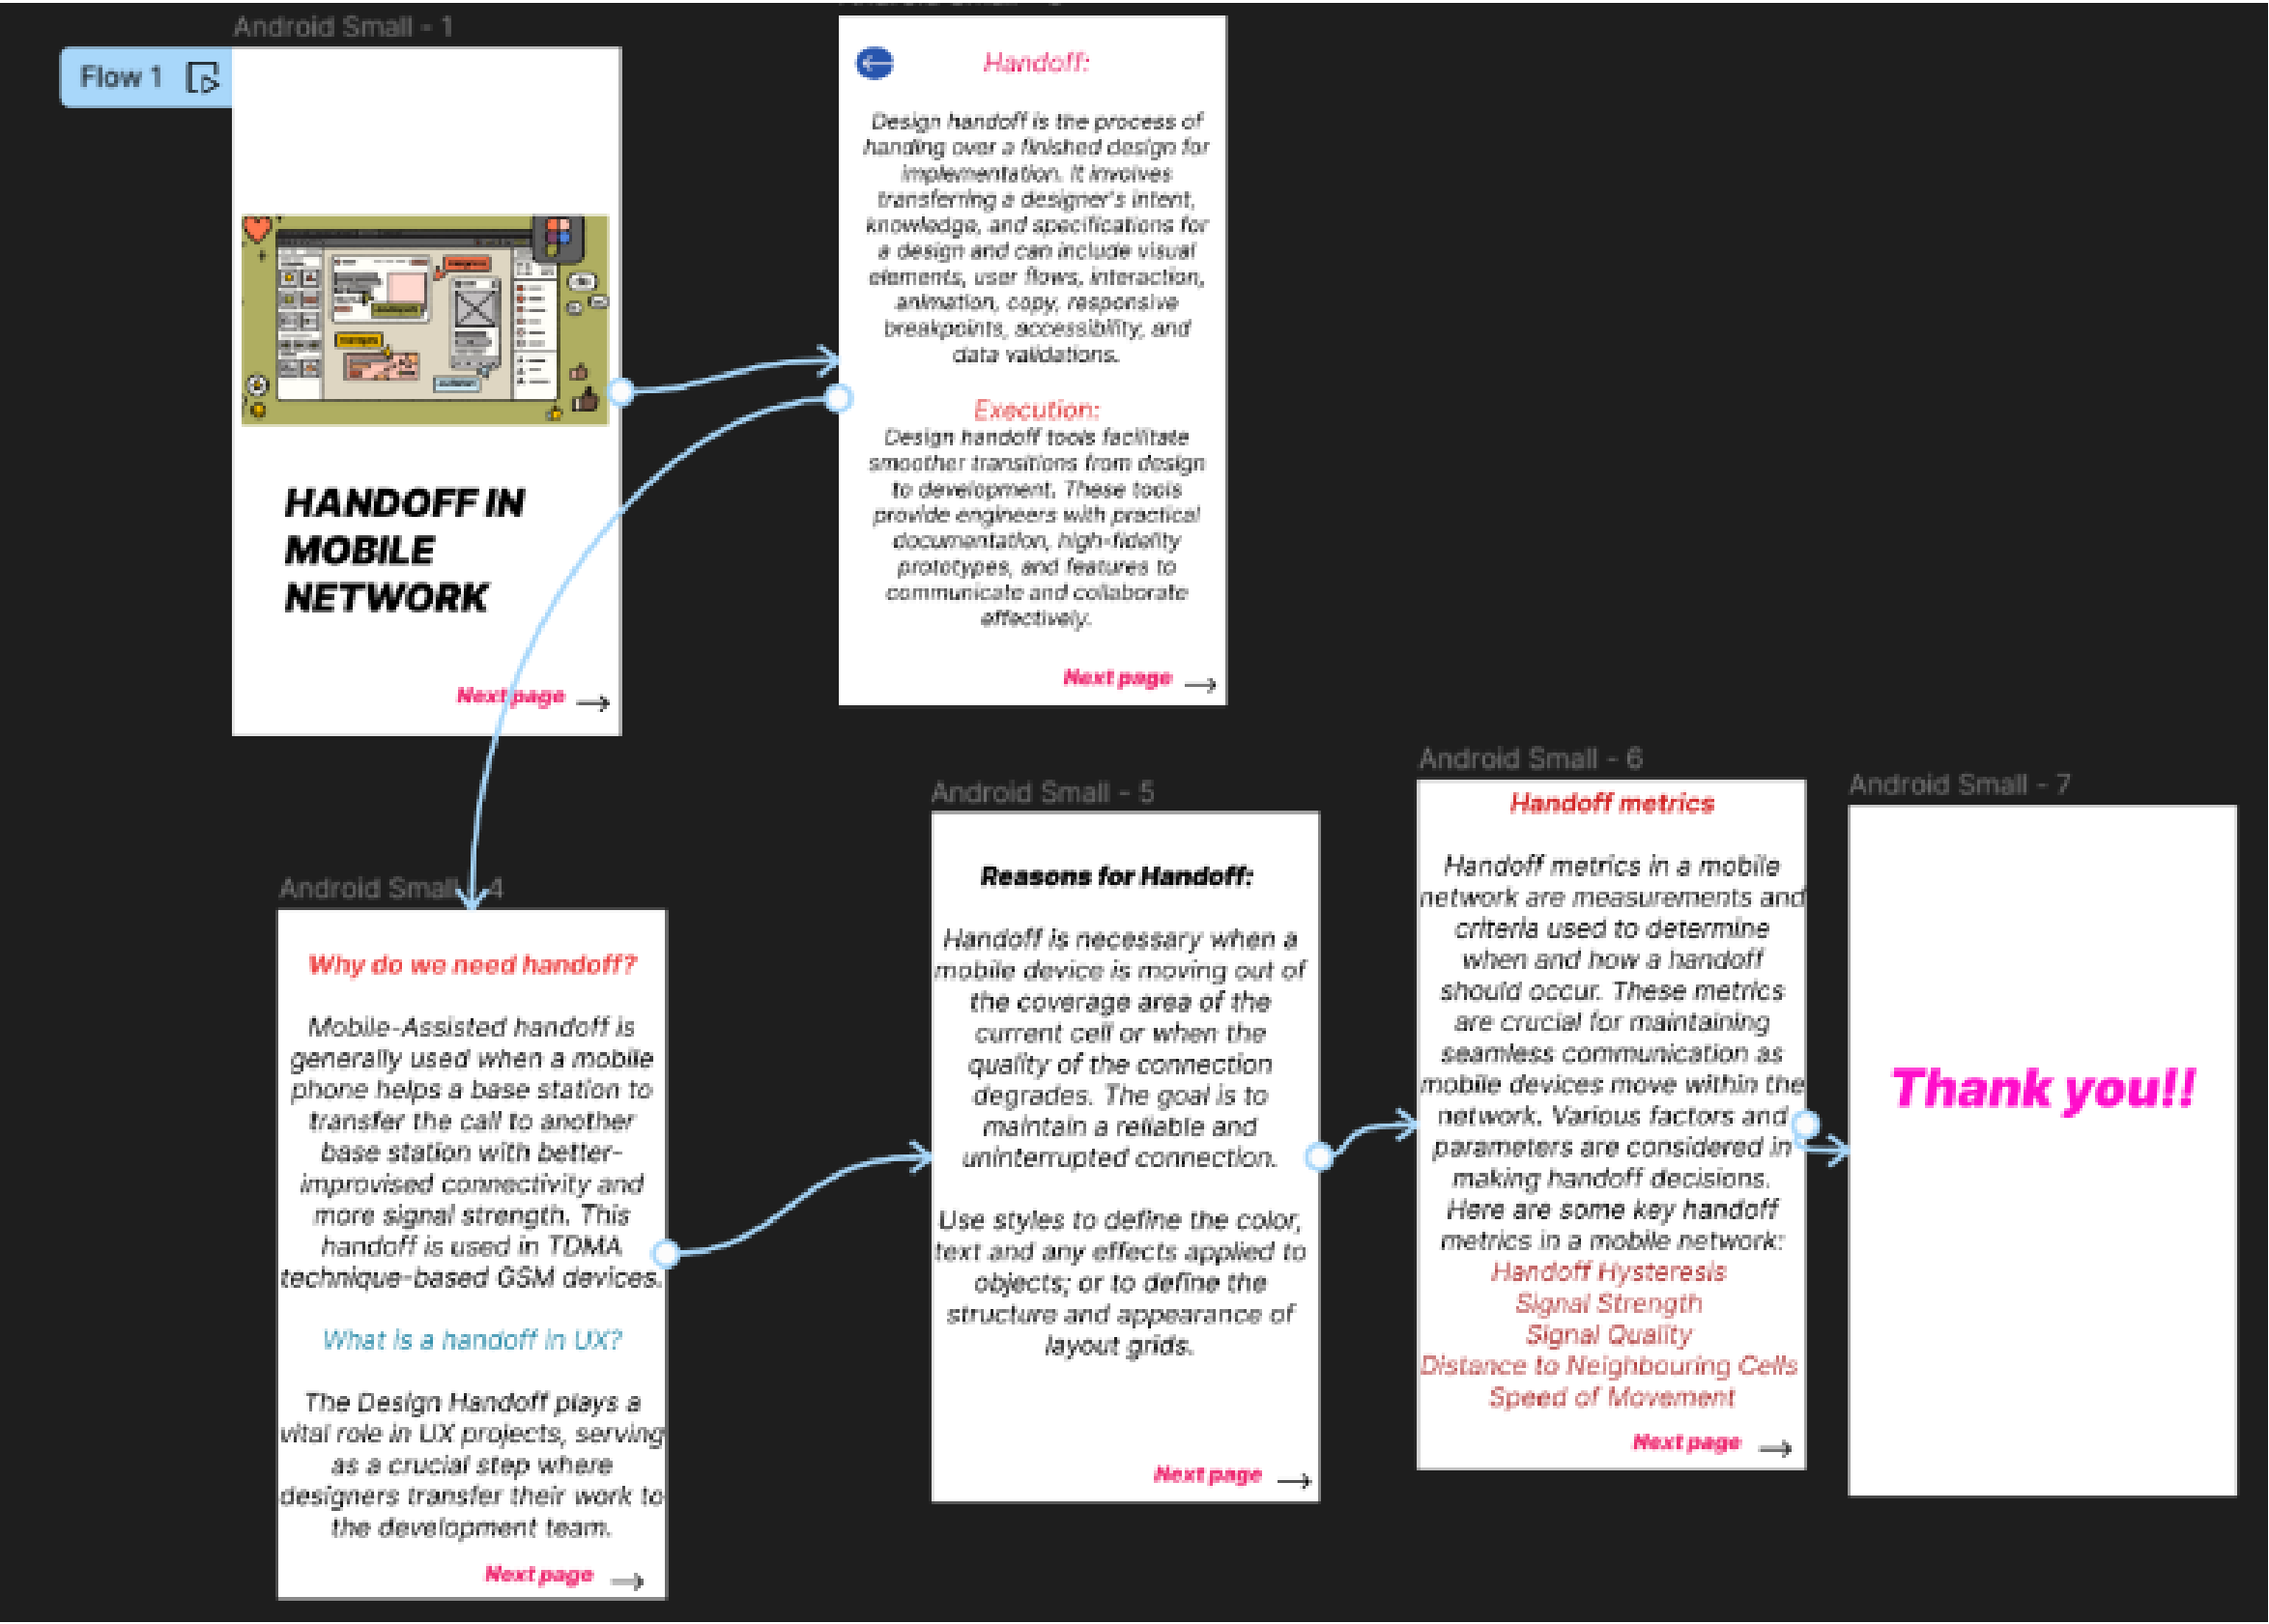 Android Small - 1
Flow 1
HANDOFF IN
MOBILE
NETWORK
Next page
Handoff:
Design handoff is the process of
handing over a finished design for
implementation. It involves
transferring a designer's intent,
knowledge, and specifications for
a design and can include visual
elements, user flows, interaction,
animation, copy, responsive
breakpoints, accessibility, and
data validations.
Execution:
Design handoff tools facilitate
smoother transitions from design
to development. These tools
provide engineers with practical
documentation, high-fidelity
prototypes, and features to
communicate and collaborate
effectively.
Next page
Android Small - 4
Why do we need handoff?
Mobile-Assisted handoff is
generally used when a mobile
phone helps a base station to
transfer the call to another
base station with better-
improvised connectivity and
more signal strength. This
handoff is used in TDMA
technique-based GSM devices.
What is a handoff in UX?
The Design Handoff plays a
vital role in UX projects, serving
as a crucial step where
designers transfer their work to
the development team.
Next page
Android Small - 5
Reasons for Handoff:
Handoff is necessary when a
mobile device is moving out of
the coverage area of the
current cell or when the
quality of the connection
degrades. The goal is to
maintain a reliable and
uninterrupted connection.
Use styles to define the color,
text and any effects applied to
objects; or to define the
structure and appearance of
layout grids.
Next page
Android Small - 6
Handoff metrics
Handoff metrics in a mobile
network are measurements and
criteria used to determine
when and how a handoff
should occur. These metrics
are crucial for maintaining
seamless communication as
mobile devices move within the
network. Various factors and
parameters are considered in
making handoff decisions.
Here are some key handoff
metrics in a mobile network:
Handoff Hysteresis
Signal Strength
Signal Quality
Distance to Neighbouring Cells
Speed of Movement
Next page
Android Small - 7
Thank you!!